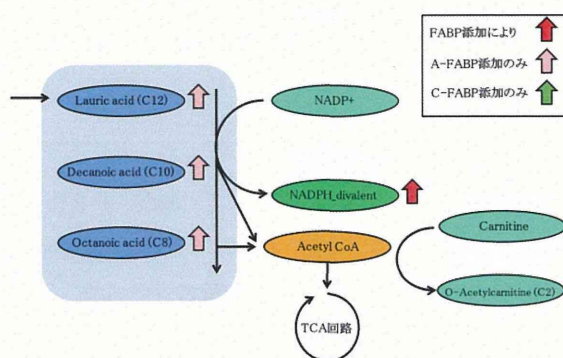 FABP添加により
A-FABP添加のみ
C-FABP添加のみ
Lauric acid (C12)
NADP+
Decanoic acid (C10)
NADPH_divalent
Octanoic acid (C8)
Acetyl CoA
Carnitine
O-Acetylcarnitine (C2)
TCA回路